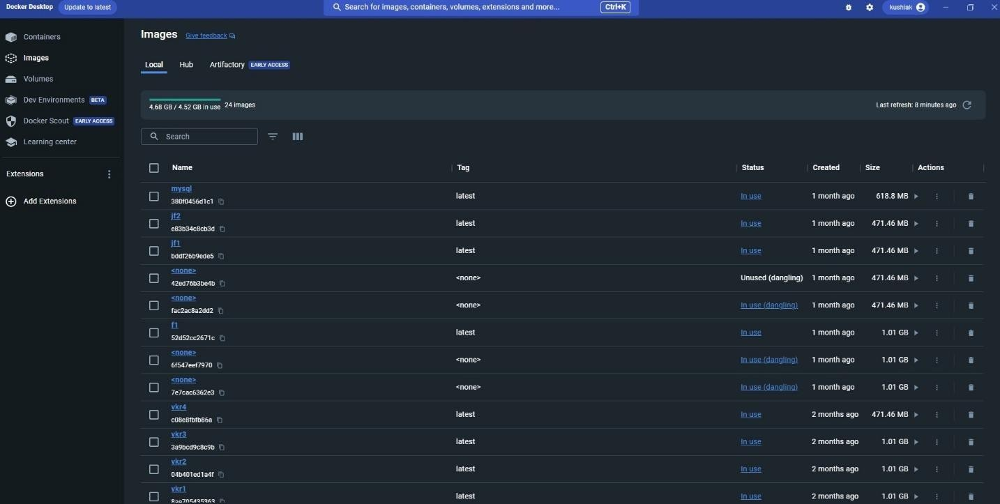 Docker Desktop Update to latest Search for images, containers, volumes, extensions and more... Ctrl+K kushiak
Containers
Images
Volumes
Dev Environments BETA
Docker Scout EARLY ACCESS
Learning center
Extensions
Add Extensions
Images Give feedback
Local Hub Artifactory EARLY ACCESS
4.68 GB / 4.52 GB in use 24 images Last refresh: 8 minutes ago
Search
Name Tag Status Created Size Actions
mysql
380f0456d1c1 latest In use 1 month ago 618.8 MB
jf2
e83b34c8cb3d latest In use 1 month ago 471.46 MB
jf1
bddf26b9ede5 latest In use 1 month ago 471.46 MB
<none>
42ed76b3be4b <none> Unused (dangling) 1 month ago 471.46 MB
<none>
fac2ac8a2dd2 <none> In use (dangling) 1 month ago 471.46 MB
f1
52d52cc2671c latest In use 1 month ago 1.01 GB
<none>
6f547eef7970 <none> In use (dangling) 1 month ago 1.01 GB
<none>
7e7cac6362e3 <none> In use (dangling) 1 month ago 1.01 GB
vkr4
c08e8fbfb86a latest In use 2 months ago 471.46 MB
vkr3
3a9bcd9c8c9b latest In use 2 months ago 1.01 GB
vkr2
04b401ed1a4f latest In use 2 months ago 1.01 GB
vkr1
8ae705435363 latest In use 2 months ago 1.01 GB